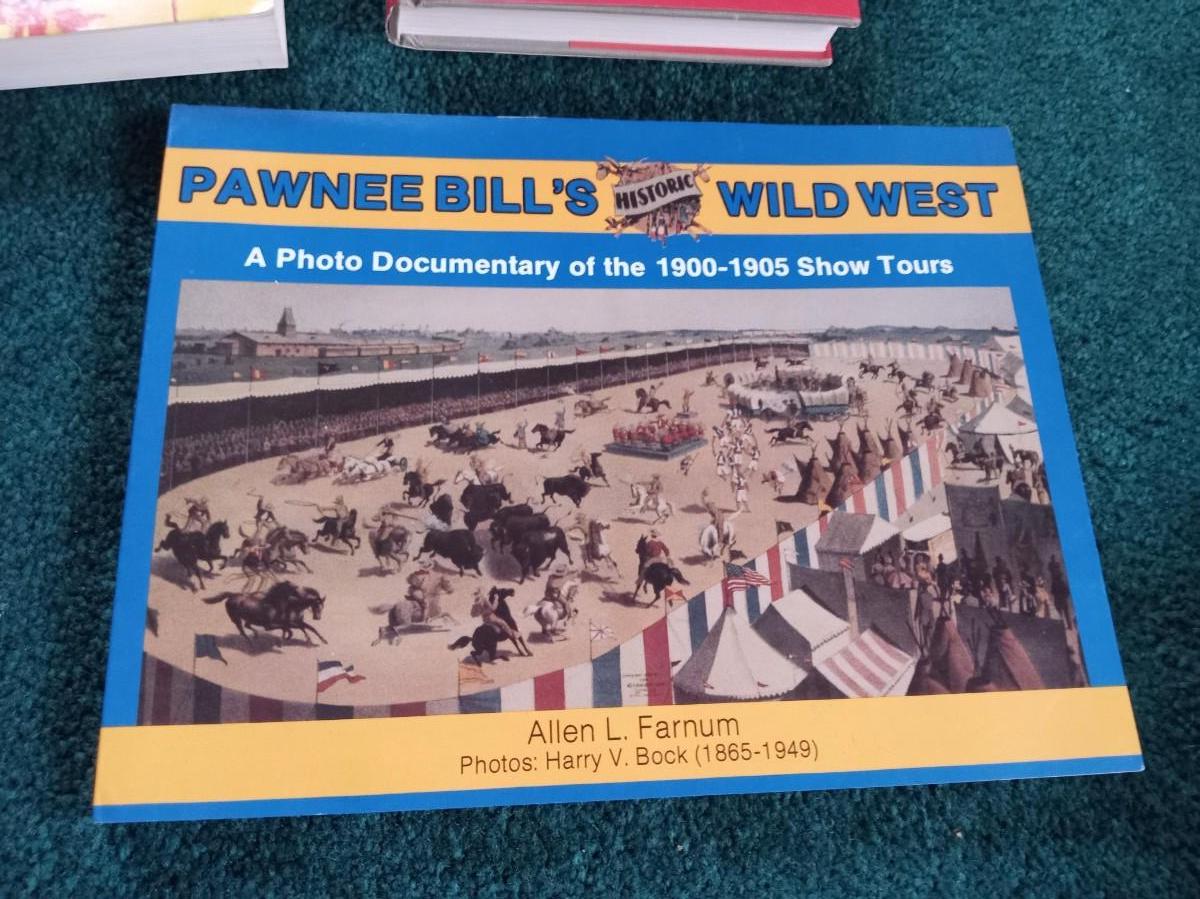 PAWNEE BILL'S HISTORIC WILD WEST
A Photo Documentary of the 1900-1905 Show Tours
Allen L. Farnum
Photos: Harry V. Bock (1865-1949)